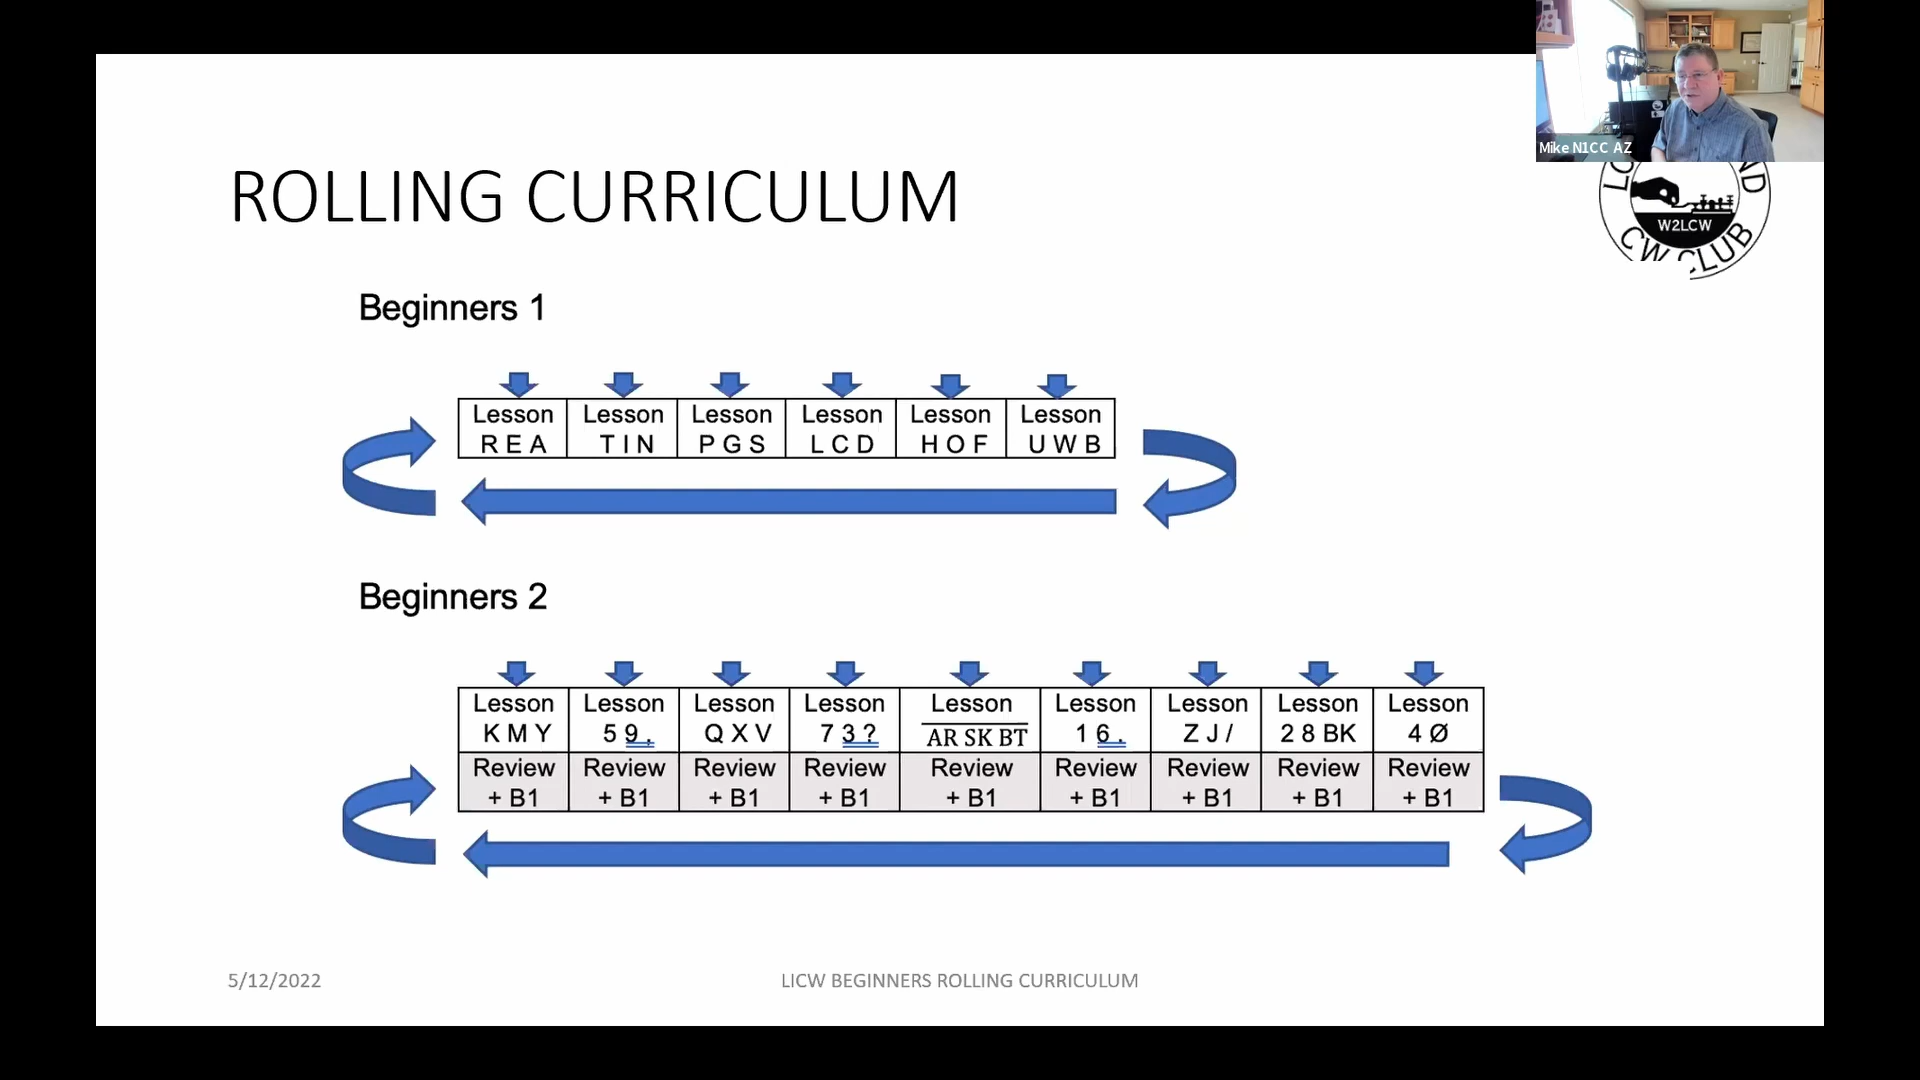 Mike N1CC AZ
ROLLING CURRICULUM
W2LCW
CW CLUB
Beginners 1
Lesson Lesson Lesson Lesson Lesson Lesson
R E A T I N P G S L C D H O F U W B
Beginners 2
Lesson Lesson Lesson Lesson Lesson Lesson Lesson Lesson Lesson
K M Y 5 9 , Q X V 7 3 ? AR SK BT 1 6 . Z J / 2 8 BK 4 Ø
Review Review Review Review Review Review Review Review Review
+ B1 + B1 + B1 + B1 + B1 + B1 + B1 + B1 + B1
5/12/2022 LICW BEGINNERS ROLLING CURRICULUM